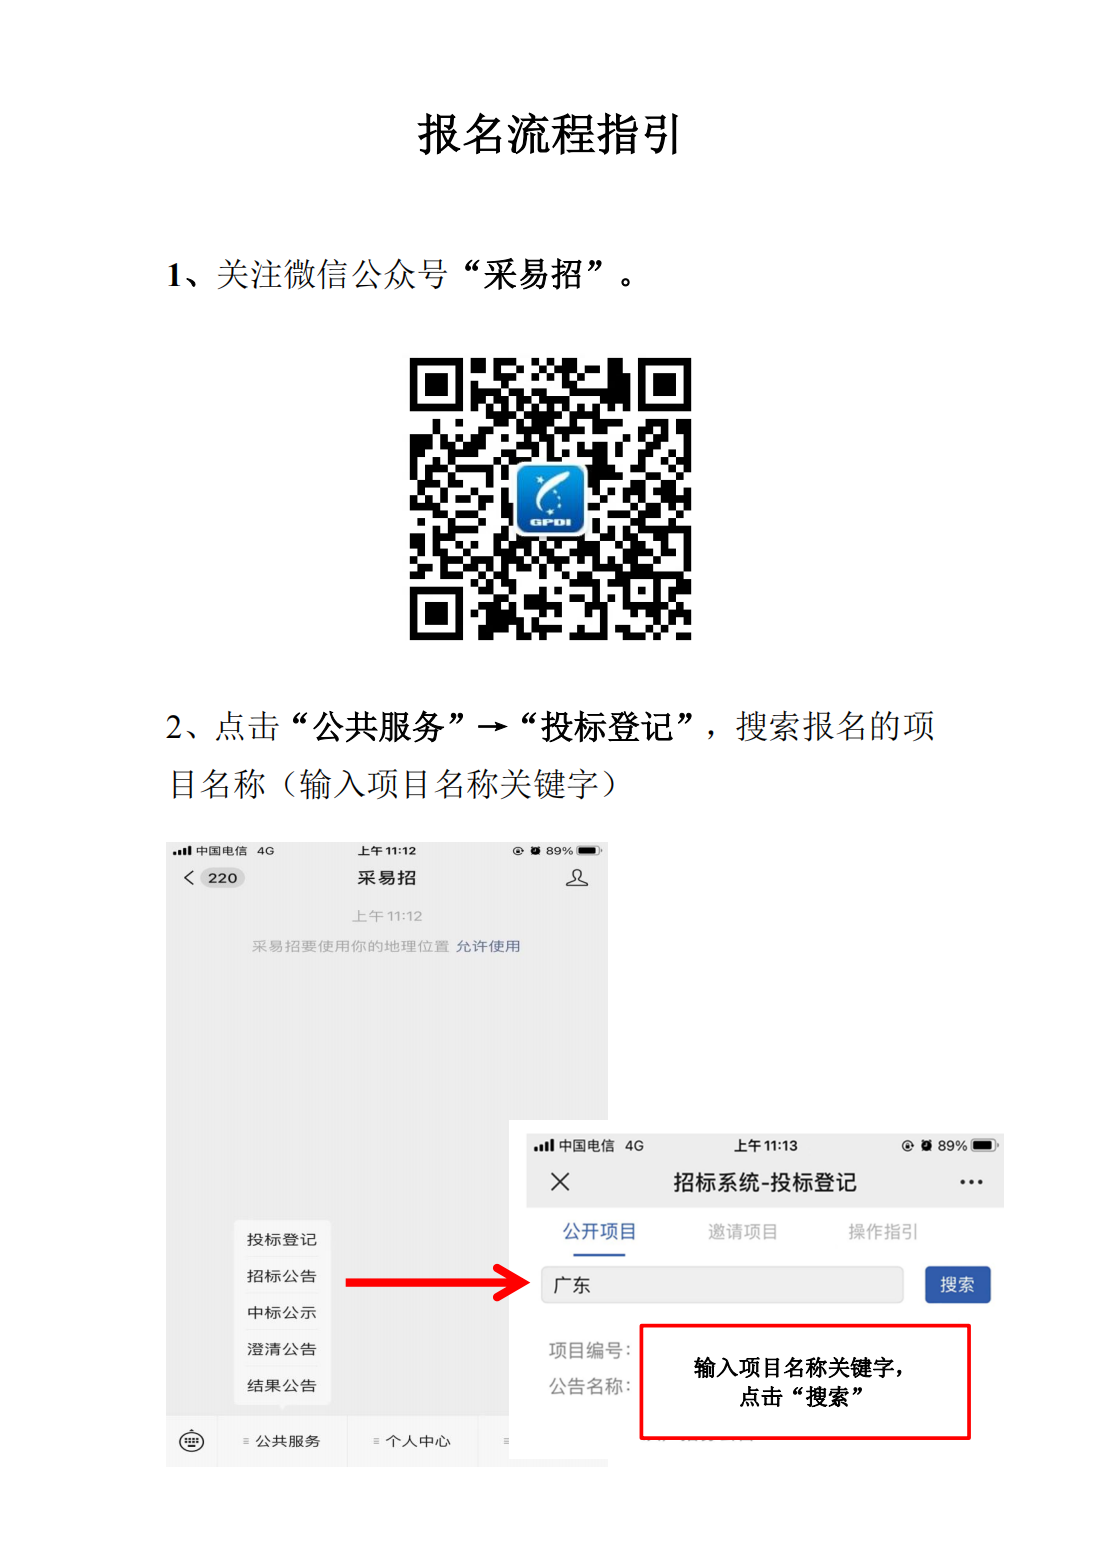 报名流程指引
1、关注微信公众号“采易招”。
GPDI
2、点击“公共服务”→“投标登记”，搜索报名的项
目名称（输入项目名称关键字）
中国电信 4G 上午11:12 89%
220 采易招
上午11:12
采易招要使用你的地理位置 允许使用
投标登记
招标公告
中标公示
澄清公告
结果公告
公共服务 个人中心
中国电信 4G 上午11:13 89%
招标系统-投标登记
公开项目 邀请项目 操作指引
广东 搜索
项目编号：
公告名称：
输入项目名称关键字，
点击“搜索”